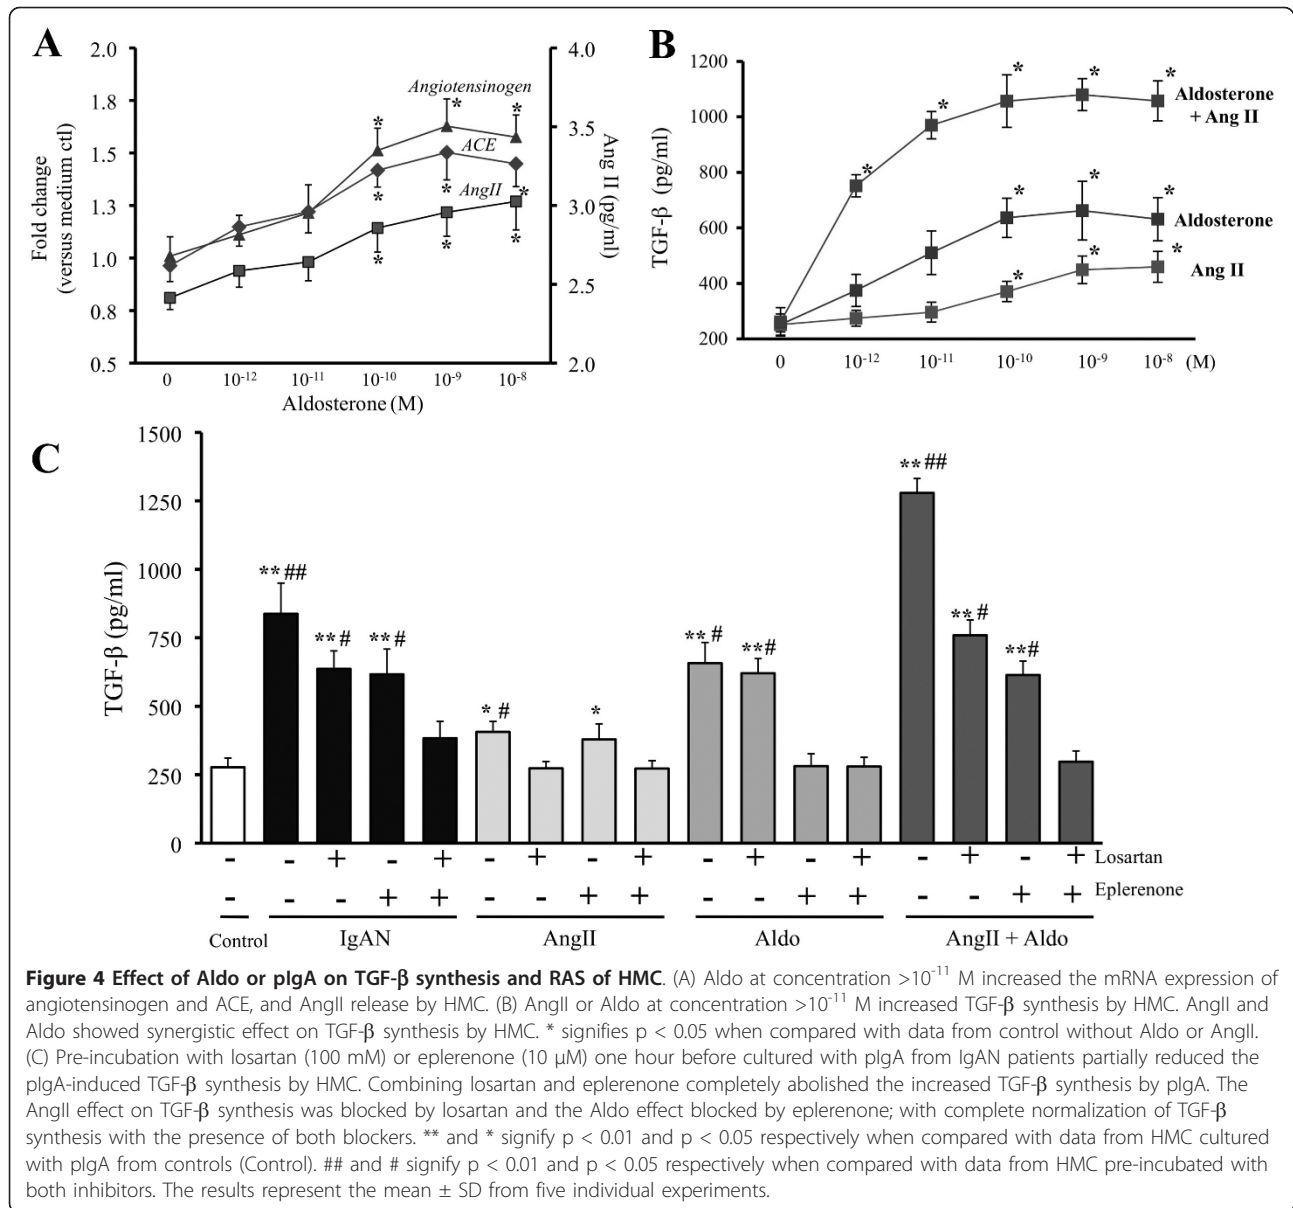 A
B
2.0
1.8
1.5
1.3
1.0
0.8
0.5
Fold change
(versus medium ctl)
4.0
3.5
3.0
2.5
2.0
Ang II (pg/ml)
Angiotensinogen
* *
*
ACE
*
AngII
* *
* * *
0 10⁻¹² 10⁻¹¹ 10⁻¹⁰ 10⁻⁹ 10⁻⁸
Aldosterone (M)
1200
1000
800
600
400
200
TGF-β (pg/ml)
* * * * *
Aldosterone
+ Ang II
* * *
Aldosterone
* * *
Ang II
0 10⁻¹² 10⁻¹¹ 10⁻¹⁰ 10⁻⁹ 10⁻⁸ (M)
C
1500
1250
1000
750
500
250
0
TGF-β (pg/ml)
**## **# **# *# * **# **# **## **# **#
- - + - + - + - + - + - + - + - + Losartan
- - - + + - - + + - - + + - - + + Eplerenone
Control IgAN AngII Aldo AngII + Aldo
Figure 4 Effect of Aldo or pIgA on TGF-β synthesis and RAS of HMC. (A) Aldo at concentration >10⁻¹¹ M increased the mRNA expression of
angiotensinogen and ACE, and AngII release by HMC. (B) AngII or Aldo at concentration >10⁻¹¹ M increased TGF-β synthesis by HMC. AngII and
Aldo showed synergistic effect on TGF-β synthesis by HMC. * signifies p < 0.05 when compared with data from control without Aldo or AngII.
(C) Pre-incubation with losartan (100 mM) or eplerenone (10 μM) one hour before cultured with pIgA from IgAN patients partially reduced the
pIgA-induced TGF-β synthesis by HMC. Combining losartan and eplerenone completely abolished the increased TGF-β synthesis by pIgA. The
AngII effect on TGF-β synthesis was blocked by losartan and the Aldo effect blocked by eplerenone; with complete normalization of TGF-β
synthesis with the presence of both blockers. ** and * signify p < 0.01 and p < 0.05 respectively when compared with data from HMC cultured
with pIgA from controls (Control). ## and # signify p < 0.01 and p < 0.05 respectively when compared with data from HMC pre-incubated with
both inhibitors. The results represent the mean ± SD from five individual experiments.